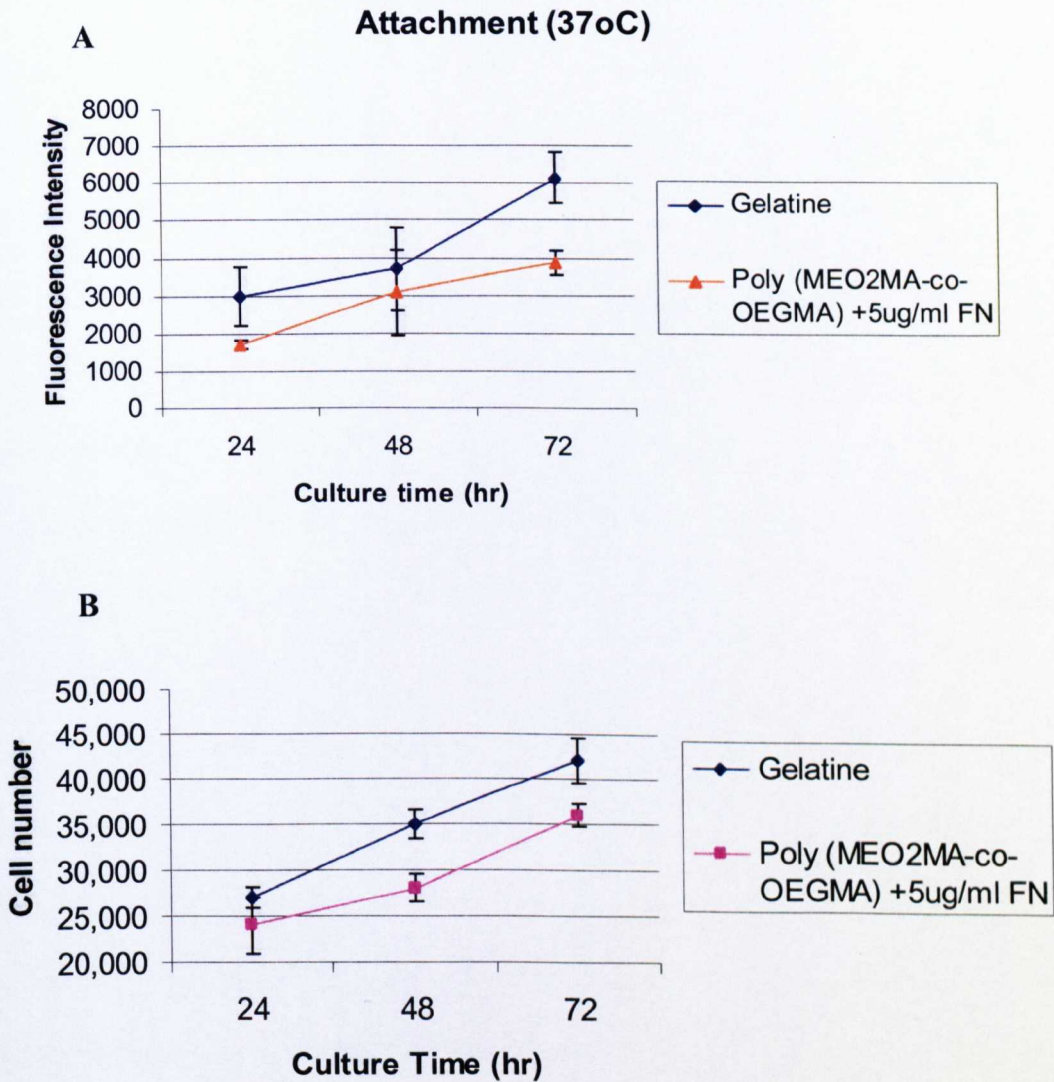 A
Attachment (37oC)
8000
7000
6000
5000
4000
3000
2000
1000
0
Fluorescence Intensity
24
48
72
Culture time (hr)
Gelatine
Poly (MEO2MA-co-
OEGMA) +5ug/ml FN
B
50,000
45,000
40,000
35,000
30,000
25,000
20,000
Cell number
24
48
72
Culture Time (hr)
Gelatine
Poly (MEO2MA-co-
OEGMA) +5ug/ml FN